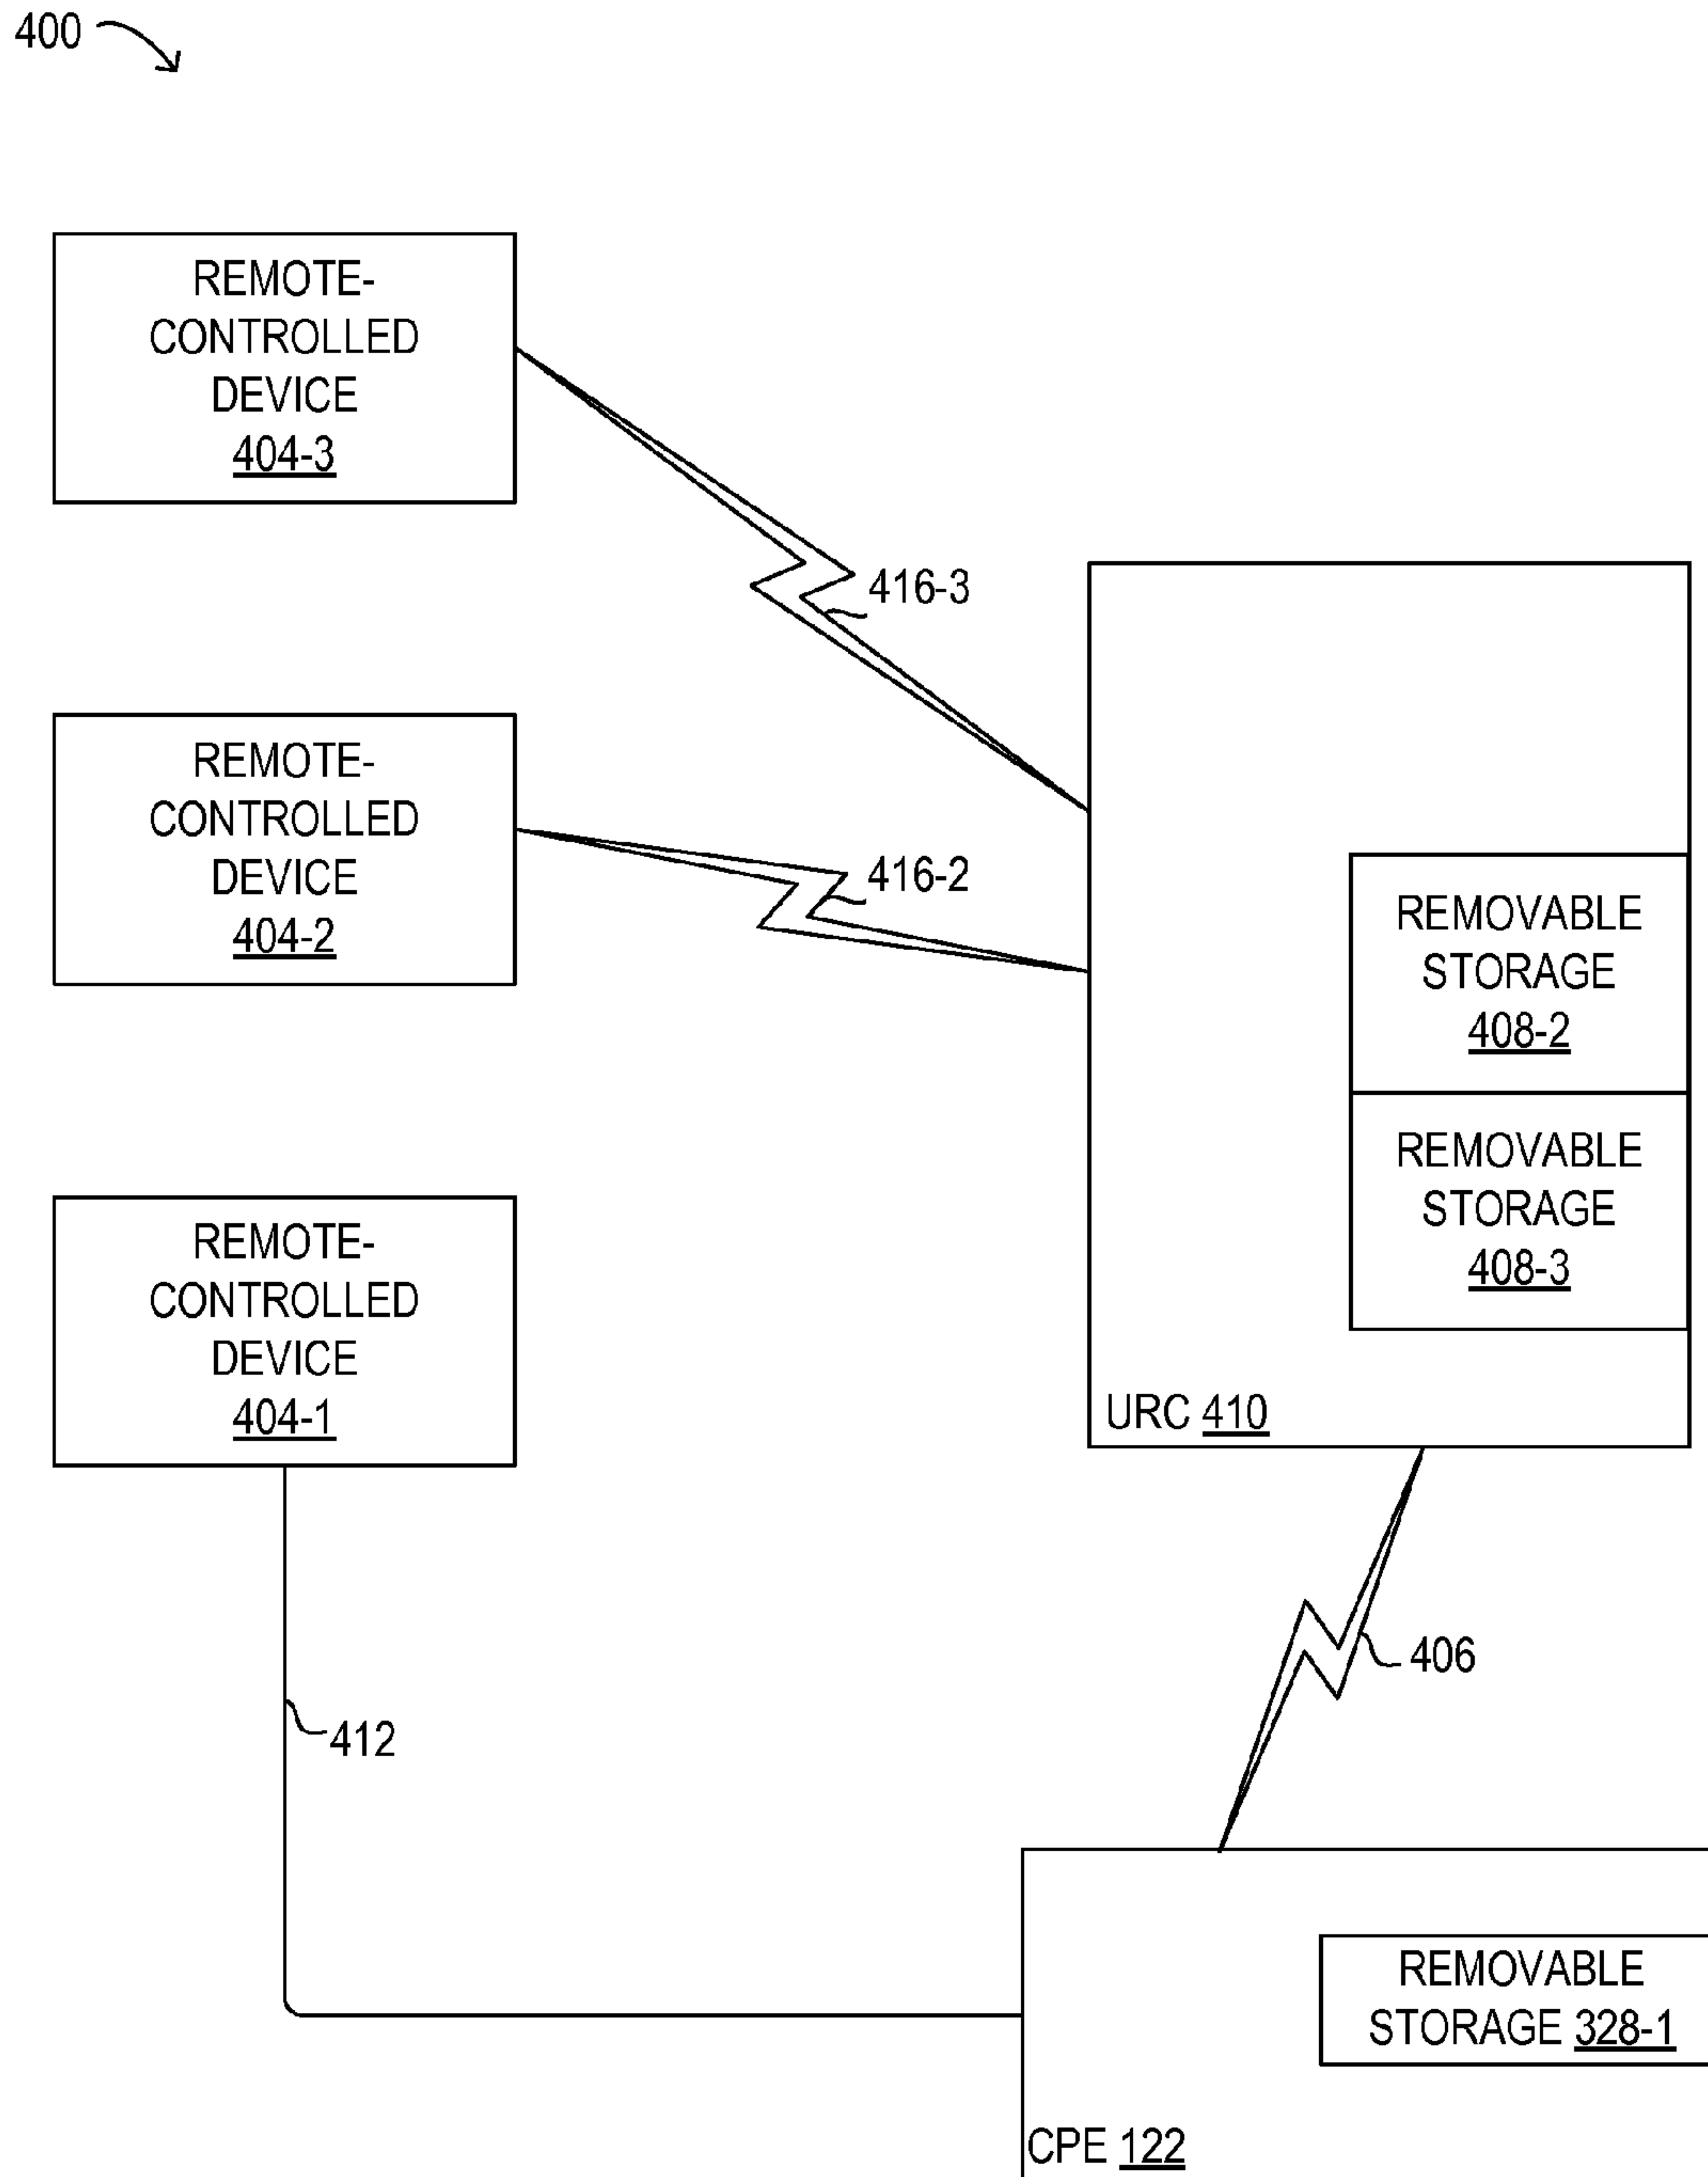 400
REMOTE-
CONTROLLED
DEVICE
404-3
416-3
REMOTE-
CONTROLLED
DEVICE
404-2
416-2
REMOVABLE
STORAGE
408-2
REMOVABLE
STORAGE
408-3
REMOTE-
CONTROLLED
DEVICE
404-1
URC 410
406
412
REMOVABLE
STORAGE 328-1
CPE 122